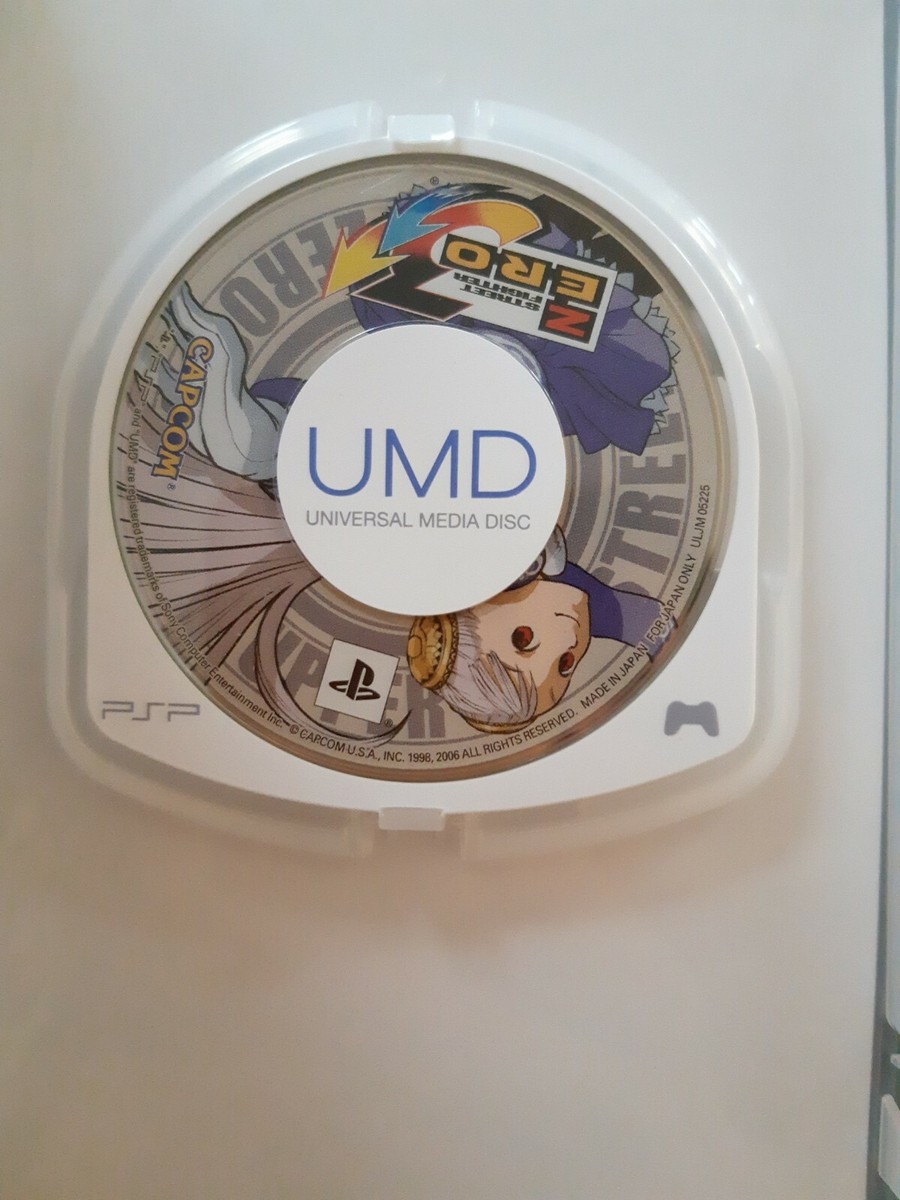 ZERO
STREET
FIGHTER
ZERO
3
®
CAPCOM®
UMD
UNIVERSAL MEDIA DISC
PSP
and "UMD" are registered trademarks of Sony Computer Entertainment Inc. © CAPCOM U.S.A., INC. 1998, 2006 ALL RIGHTS RESERVED. MADE IN JAPAN FOR JAPAN ONLY ULJM 05225